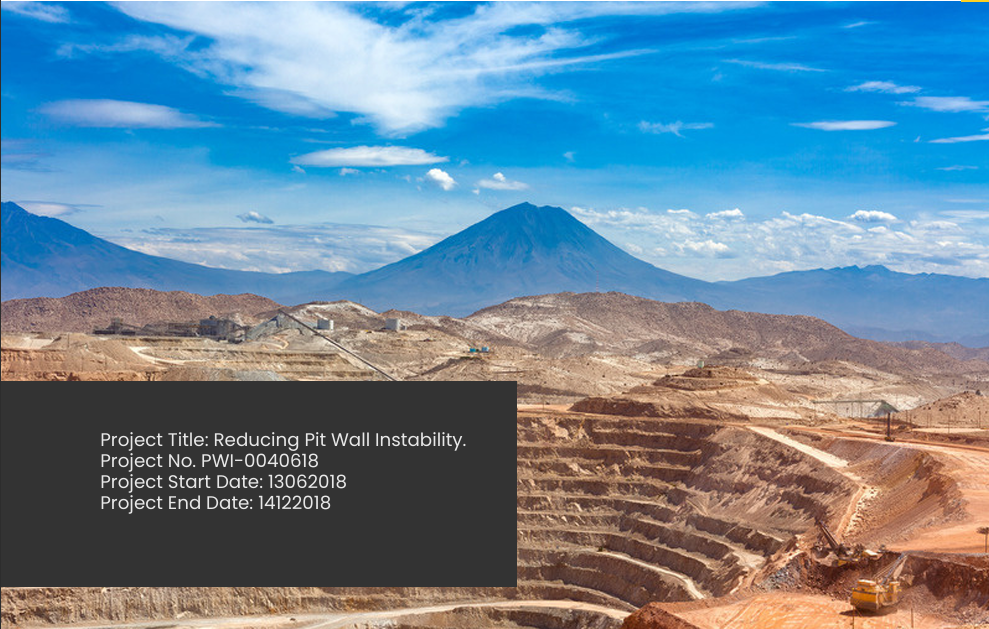 Project Title: Reducing Pit Wall Instability.
Project No. PWI-0040618
Project Start Date: 13062018
Project End Date: 14122018